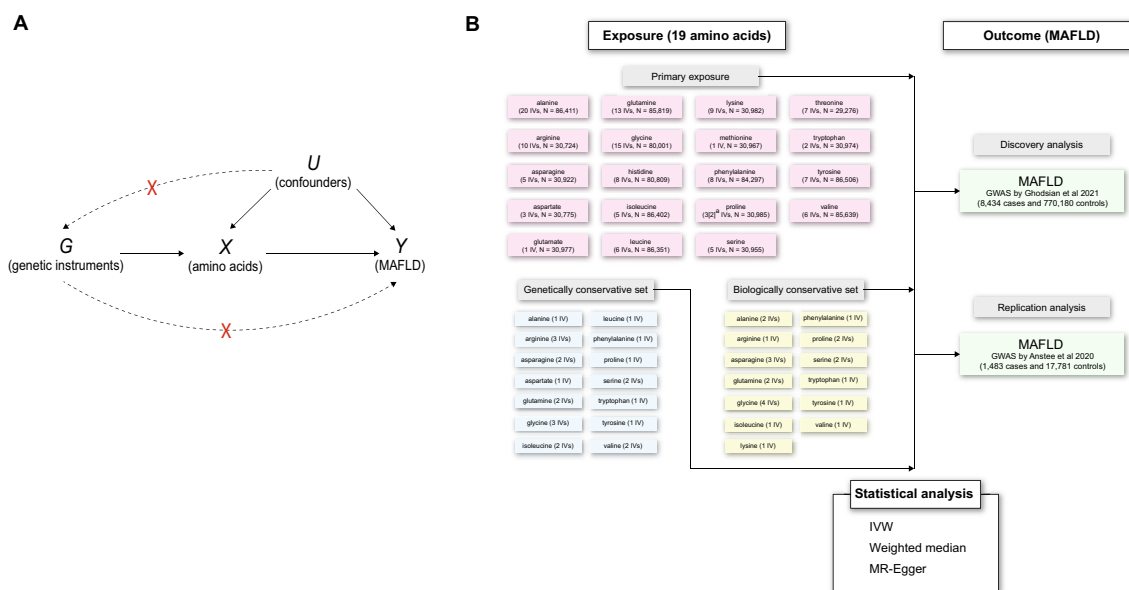 A
U
(confounders)
X
G
(genetic instruments)
X
(amino acids)
Y
(MAFLD)
X
B
Exposure (19 amino acids)
Outcome (MAFLD)
Primary exposure
alanine
(20 IVs, N = 86,411)
glutamine
(13 IVs, N = 85,819)
lysine
(9 IVs, N = 30,982)
threonine
(7 IVs, N = 29,276)
arginine
(10 IVs, N = 30,724)
glycine
(15 IVs, N = 80,001)
methionine
(1 IV, N = 30,967)
tryptophan
(2 IVs, N = 30,974)
asparagine
(5 IVs, N = 30,922)
histidine
(8 IVs, N = 80,809)
phenylalanine
(8 IVs, N = 84,297)
tyrosine
(7 IVs, N = 86,506)
aspartate
(3 IVs, N = 30,775)
isoleucine
(5 IVs, N = 86,402)
proline
(3[2]a IVs, N = 30,985)
valine
(6 IVs, N = 85,639)
glutamate
(1 IV, N = 30,977)
leucine
(6 IVs, N = 86,351)
serine
(5 IVs, N = 30,955)
Discovery analysis
MAFLD
GWAS by Ghodsian et al 2021
(8,434 cases and 770,180 controls)
Genetically conservative set
alanine (1 IV)
leucine (1 IV)
arginine (3 IVs)
phenylalanine (1 IV)
asparagine (2 IVs)
proline (1 IV)
aspartate (1 IV)
serine (2 IVs)
glutamine (2 IVs)
tryptophan (1 IV)
glycine (3 IVs)
tyrosine (1 IV)
isoleucine (2 IVs)
valine (2 IVs)
Biologically conservative set
alanine (2 IVs)
phenylalanine (1 IV)
arginine (1 IV)
proline (2 IVs)
asparagine (3 IVs)
serine (2 IVs)
glutamine (2 IVs)
tryptophan (1 IV)
glycine (4 IVs)
tyrosine (1 IV)
isoleucine (1 IV)
valine (1 IV)
lysine (1 IV)
Replication analysis
MAFLD
GWAS by Anstee et al 2020
(1,483 cases and 17,781 controls)
Statistical analysis
IVW
Weighted median
MR-Egger